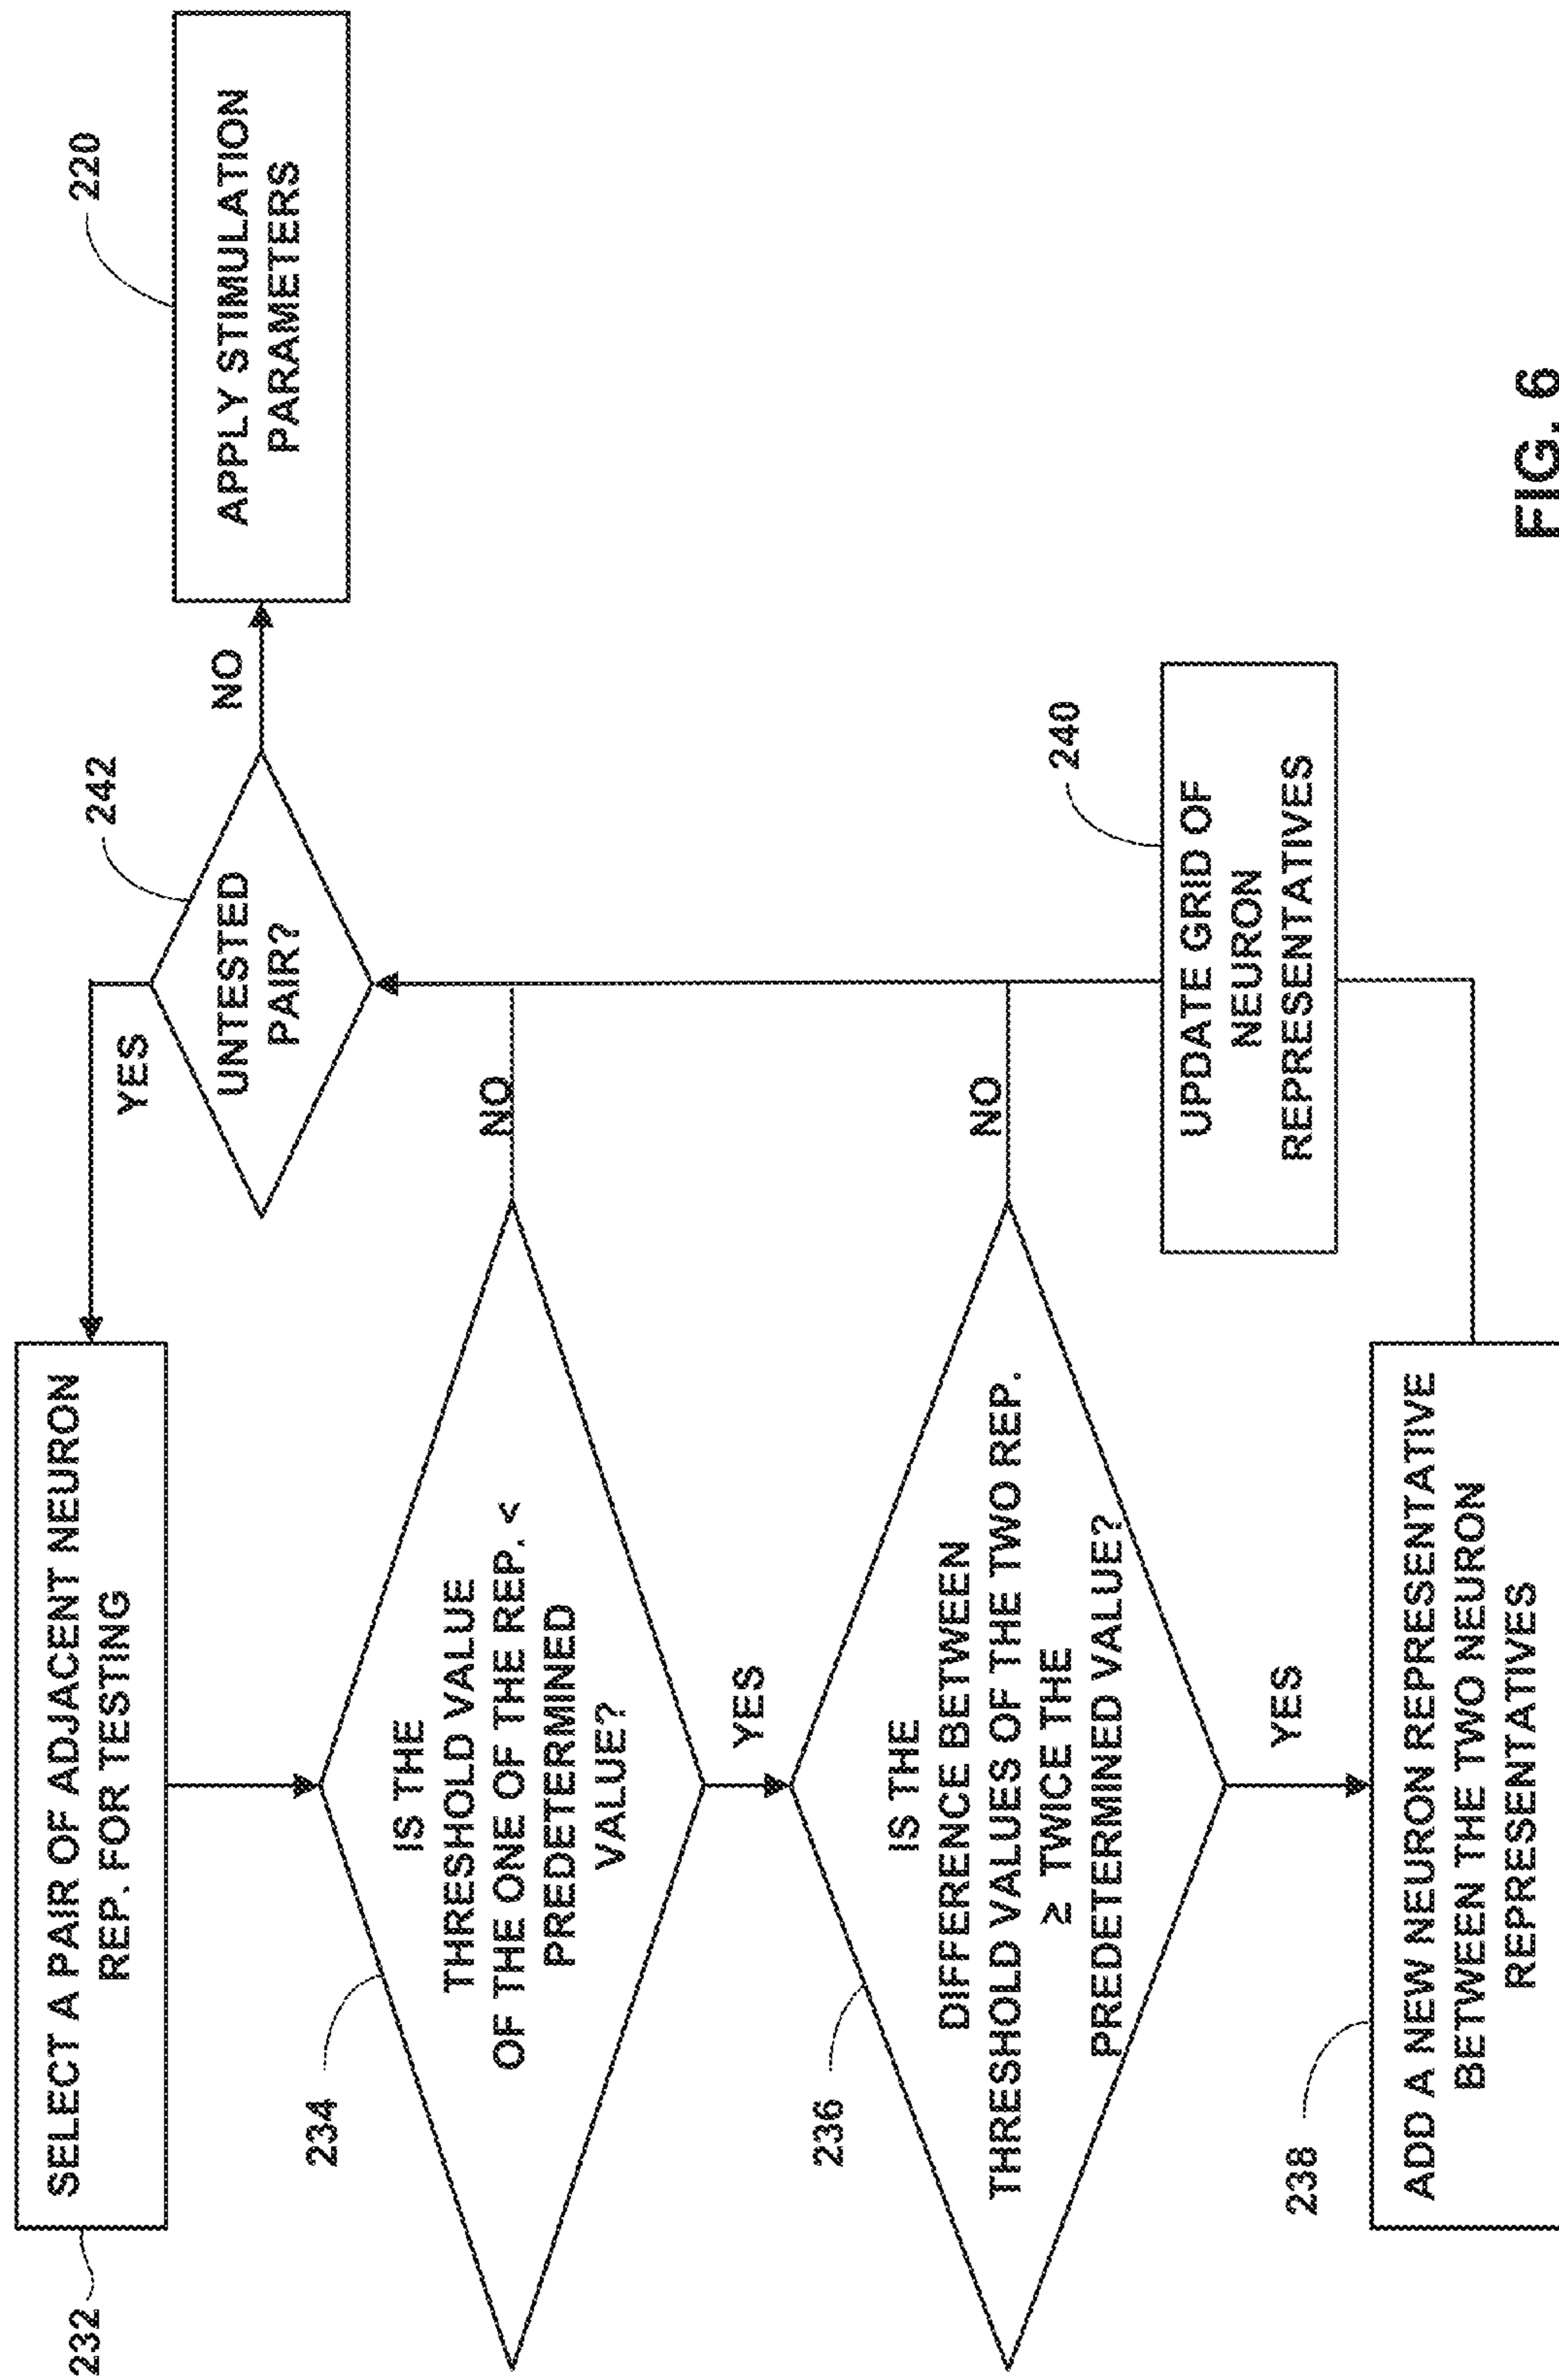 232
SELECT A PAIR OF ADJACENT NEURON
REP. FOR TESTING
YES
242
UNTESTED
PAIR?
NO
220
APPLY STIMULATION
PARAMETERS
234
IS THE
THRESHOLD VALUE
OF THE ONE OF THE REP. <
PREDETERMINED
VALUE?
NO
YES
236
IS THE
DIFFERENCE BETWEEN
THRESHOLD VALUES OF THE TWO REP.
≥ TWICE THE
PREDETERMINED VALUE?
NO
YES
240
UPDATE GRID OF
NEURON
REPRESENTATIVES
238
ADD A NEW NEURON REPRESENTATIVE
BETWEEN THE TWO NEURON
REPRESENTATIVES
FIG. 6